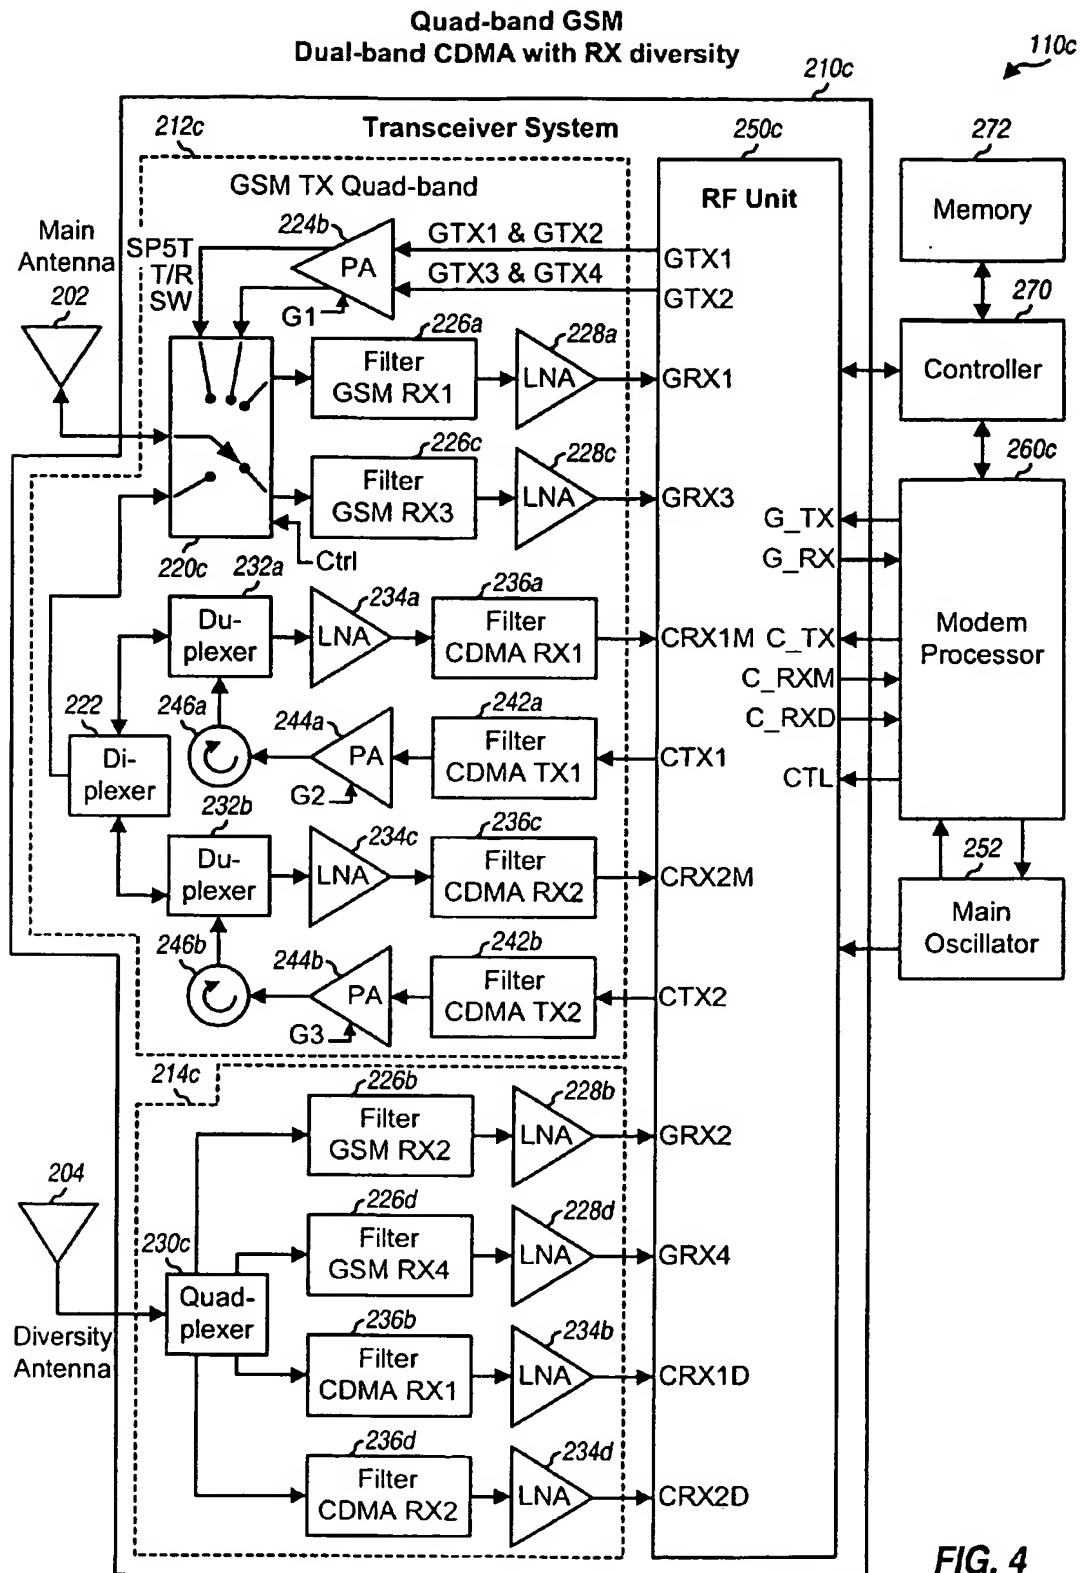 Quad-band GSM
Dual-band CDMA with RX diversity
110c
210c
Transceiver System
212c
250c
272
GSM TX Quad-band
RF Unit
Memory
224b
Main
Antenna
202
SP5T
T/R
SW
PA
GTX1 & GTX2
GTX1
GTX3 & GTX4
GTX2
G1
270
Controller
226a
Filter
GSM RX1
228a
LNA
GRX1
226c
Filter
GSM RX3
228c
LNA
GRX3
260c
Modem
Processor
G_TX
G_RX
C_TX
C_RXM
C_RXD
CTL
220c
Ctrl
232a
Du-
plexer
234a
LNA
236a
Filter
CDMA RX1
CRX1M
222
Di-
plexer
246a
244a
PA
G2
242a
Filter
CDMA TX1
CTX1
232b
Du-
plexer
234c
LNA
236c
Filter
CDMA RX2
CRX2M
252
Main
Oscillator
246b
244b
PA
G3
242b
Filter
CDMA TX2
CTX2
214c
226b
Filter
GSM RX2
228b
LNA
GRX2
204
Diversity
Antenna
230c
Quad-
plexer
226d
Filter
GSM RX4
228d
LNA
GRX4
236b
Filter
CDMA RX1
234b
LNA
CRX1D
236d
Filter
CDMA RX2
234d
LNA
CRX2D
FIG. 4